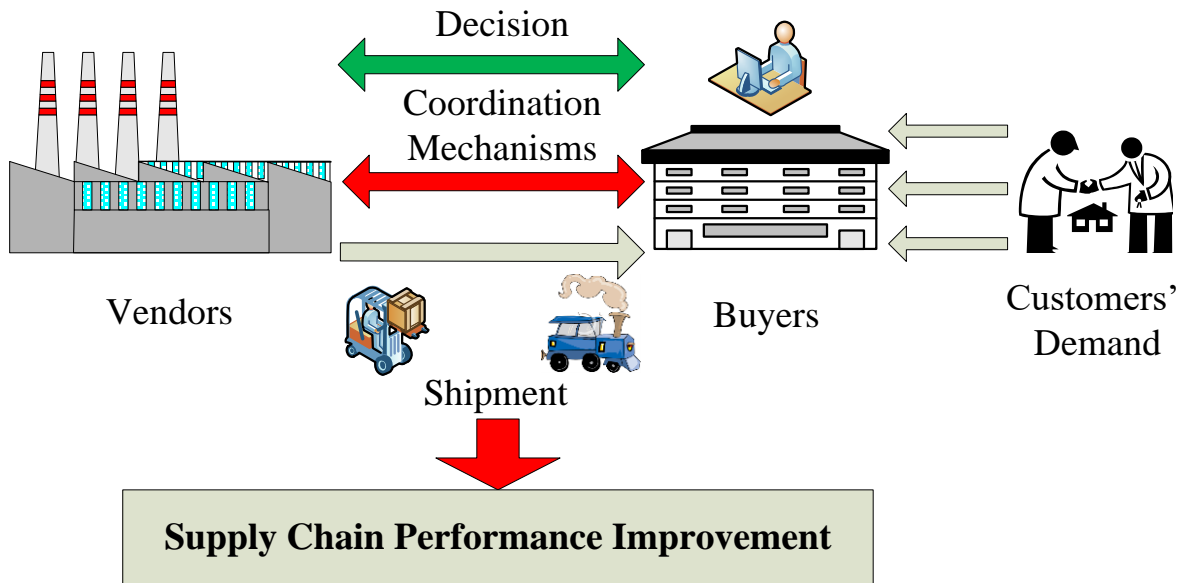 Decision
Coordination
Mechanisms
Vendors
Buyers
Customers’
Demand
Shipment
Supply Chain Performance Improvement